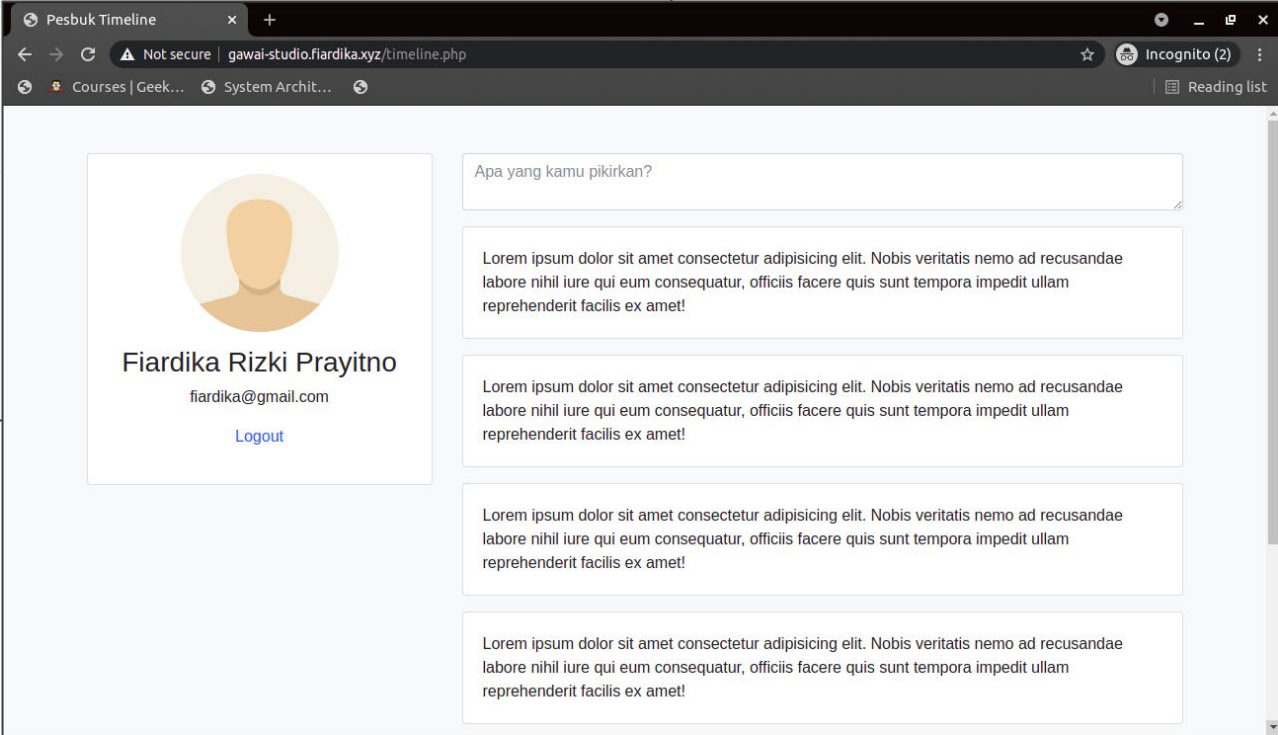 Pesbuk Timeline
Not secure | gawai-studio.fiardika.xyz/timeline.php
Incognito (2)
Courses | Geek...
System Archit...
Reading list
Fiardika Rizki Prayitno
fiardika@gmail.com
Logout
Apa yang kamu pikirkan?
Lorem ipsum dolor sit amet consectetur adipisicing elit. Nobis veritatis nemo ad recusandae
labore nihil iure qui eum consequatur, officiis facere quis sunt tempora impedit ullam
reprehenderit facilis ex amet!
Lorem ipsum dolor sit amet consectetur adipisicing elit. Nobis veritatis nemo ad recusandae
labore nihil iure qui eum consequatur, officiis facere quis sunt tempora impedit ullam
reprehenderit facilis ex amet!
Lorem ipsum dolor sit amet consectetur adipisicing elit. Nobis veritatis nemo ad recusandae
labore nihil iure qui eum consequatur, officiis facere quis sunt tempora impedit ullam
reprehenderit facilis ex amet!
Lorem ipsum dolor sit amet consectetur adipisicing elit. Nobis veritatis nemo ad recusandae
labore nihil iure qui eum consequatur, officiis facere quis sunt tempora impedit ullam
reprehenderit facilis ex amet!